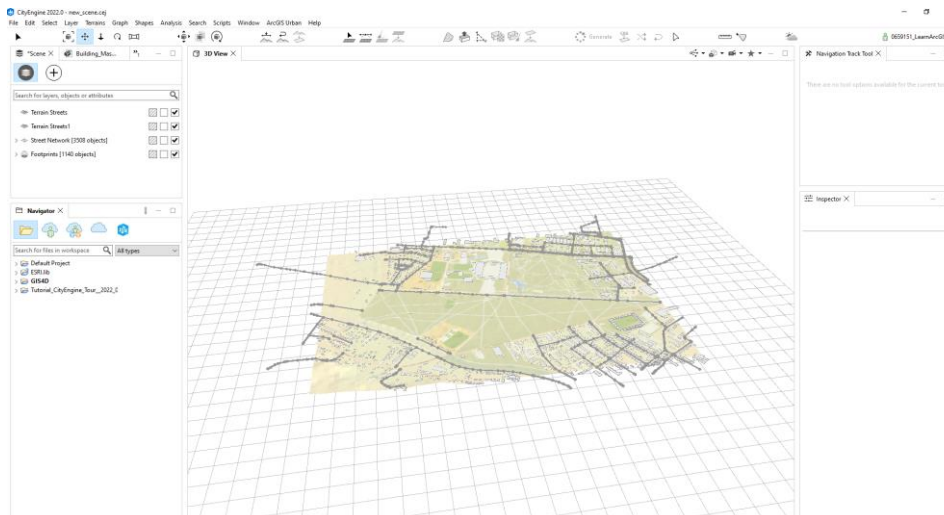 CityEngine 2022.0 - new_scene.cej
File Edit Select Layer Terrains Graph Shapes Analysis Search Scripts Window ArcGIS Urban Help
Generate
0659151_LearnArcGIS
*Scene Building_Mas...
Search for layers, objects or attributes
Terrain Streets
Terrain Streets1
Street Network [3508 objects]
Footprints [1140 objects]
Navigator
Search for files in workspace All types
Default Project
ESRI.lib
GIS4D
Tutorial_CityEngine_Tour__2022_0
3D View
Navigation Track Tool
There are no tool options available for the current to
Inspector